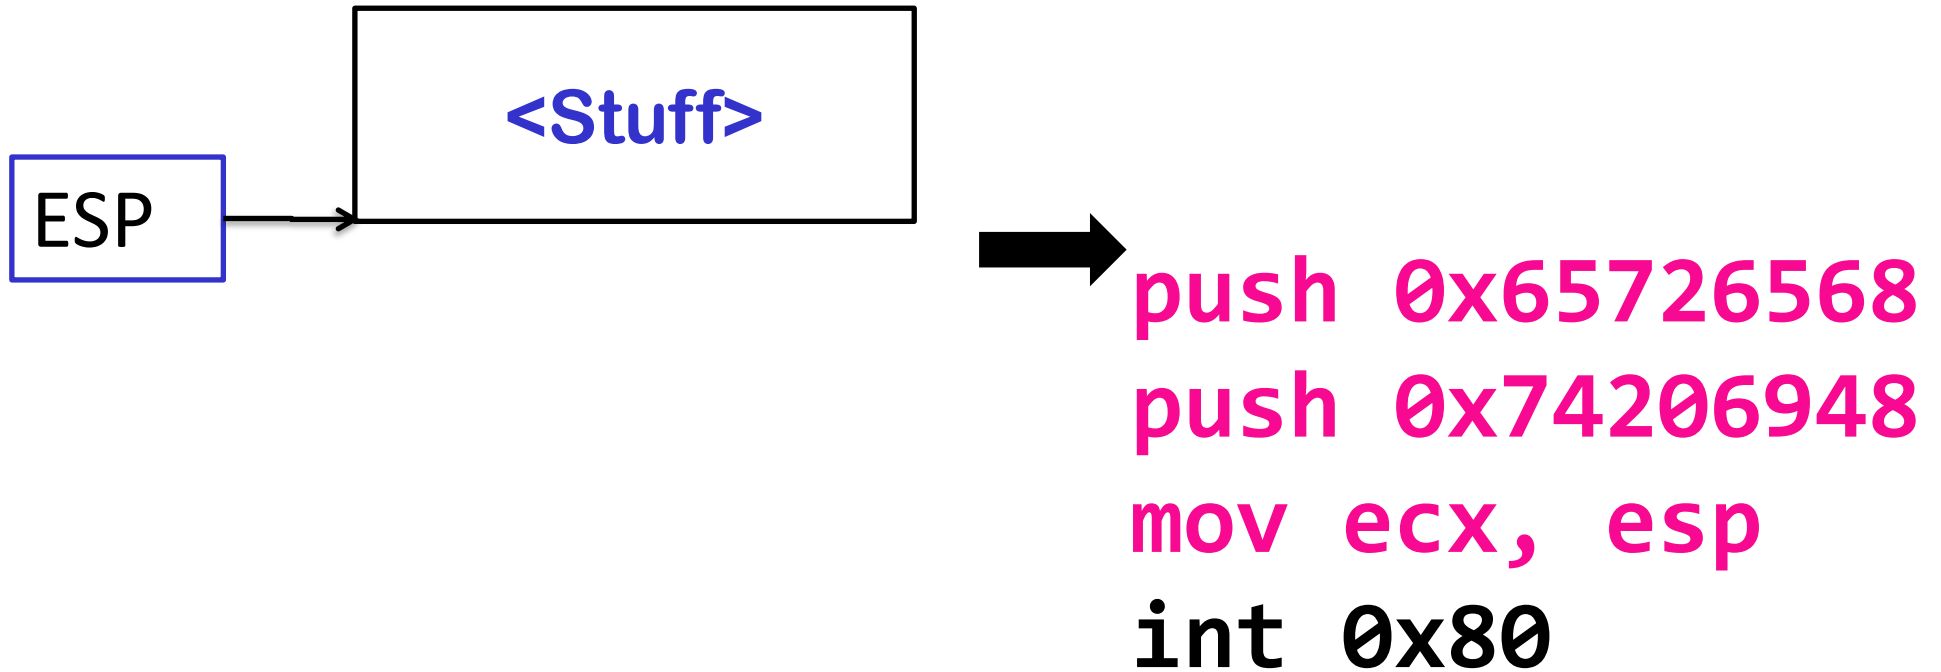 <Stuff>
ESP
push 0x65726568
push 0x74206948
mov ecx, esp
int 0x80